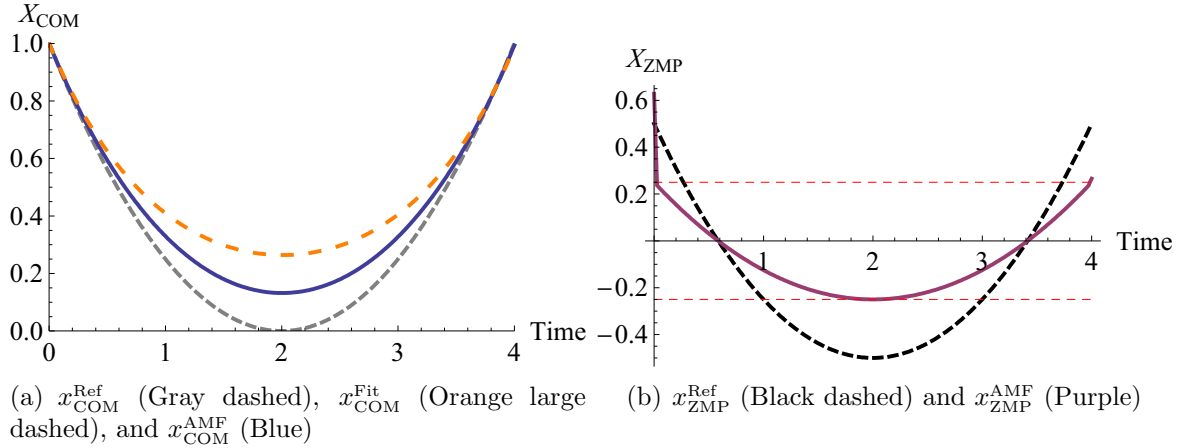 X_COM
1.0
0.8
0.6
0.4
0.2
0.0
0 1 2 3 4
Time
(a) x_COM^Ref (Gray dashed), x_COM^Fit (Orange large
dashed), and x_COM^AMF (Blue)
X_ZMP
0.6
0.4
0.2
−0.2
−0.4
1 2 3 4
Time
(b) x_ZMP^Ref (Black dashed) and x_ZMP^AMF (Purple)